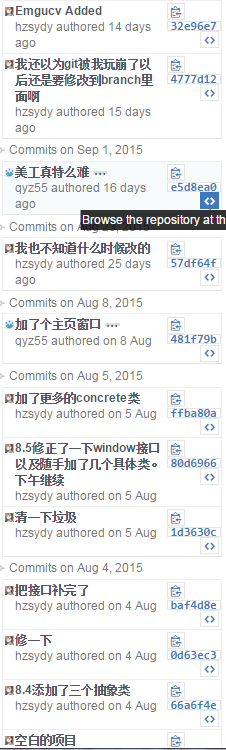 Emgucv Added
hzsydy authored 14 days
ago
32e96e7
我还以为git被我玩崩了以
后还是要修改到branch里
面啊
hzsydy authored 15 days
ago
4777d12
Commits on Sep 1, 2015
美工真特么难 …
qyz55 authored 16 days
ago
e5d8ea0
Browse the repository at th
我也不知道什么时候改的
hzsydy authored 25 days
ago
57df64f
Commits on Aug 8, 2015
加了个主页窗口 …
qyz55 authored on 8 Aug
481f79b
Commits on Aug 5, 2015
加了更多的concrete类
hzsydy authored on 5 Aug
ffba80a
8.5修正了一下window接口
以及随手加了几个具体类。
下午继续
hzsydy authored on 5 Aug
80d6966
清一下垃圾
hzsydy authored on 5 Aug
1d3630c
Commits on Aug 4, 2015
把接口补完了
hzsydy authored on 4 Aug
baf4d8e
修一下
hzsydy authored on 4 Aug
0d63ec3
8.4添加了三个抽象类
hzsydy authored on 4 Aug
66a6f4e
空白的项目